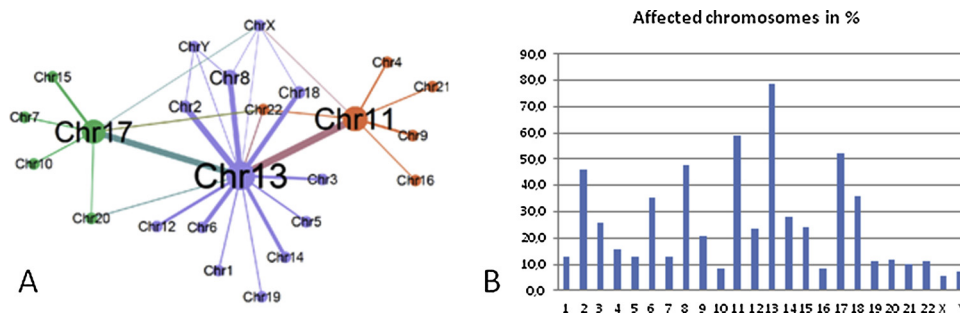 ChrX
ChrY
Chr15
Chr8
Chr4
Chr21
Chr18
Chr2
Chr22
Chr7
Chr17
Chr11
Chr9
Chr10
Chr13
Chr3
Chr16
Chr20
Chr12
Chr6
Chr5
Chr14
Chr1
Chr19
A
Affected chromosomes in %
90,0
80,0
70,0
60,0
50,0
40,0
30,0
20,0
10,0
0,0
1 2 3 4 5 6 7 8 9 10 11 12 13 14 15 16 17 18 19 20 21 22 X
B